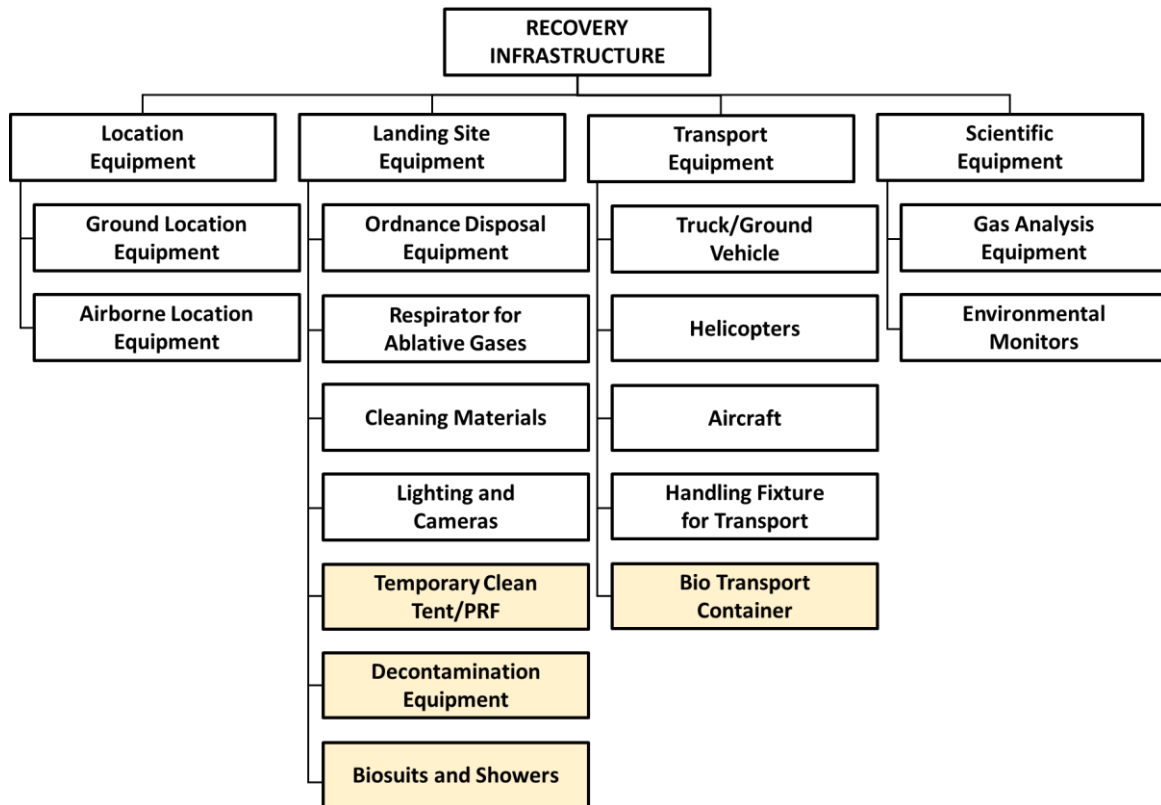 RECOVERY
INFRASTRUCTURE
Location
Equipment
Ground Location
Equipment
Airborne Location
Equipment
Landing Site
Equipment
Ordnance Disposal
Equipment
Respirator for
Ablative Gases
Cleaning Materials
Lighting and
Cameras
Temporary Clean
Tent/PRF
Decontamination
Equipment
Biosuits and Showers
Transport
Equipment
Truck/Ground
Vehicle
Helicopters
Aircraft
Handling Fixture
for Transport
Bio Transport
Container
Scientific
Equipment
Gas Analysis
Equipment
Environmental
Monitors